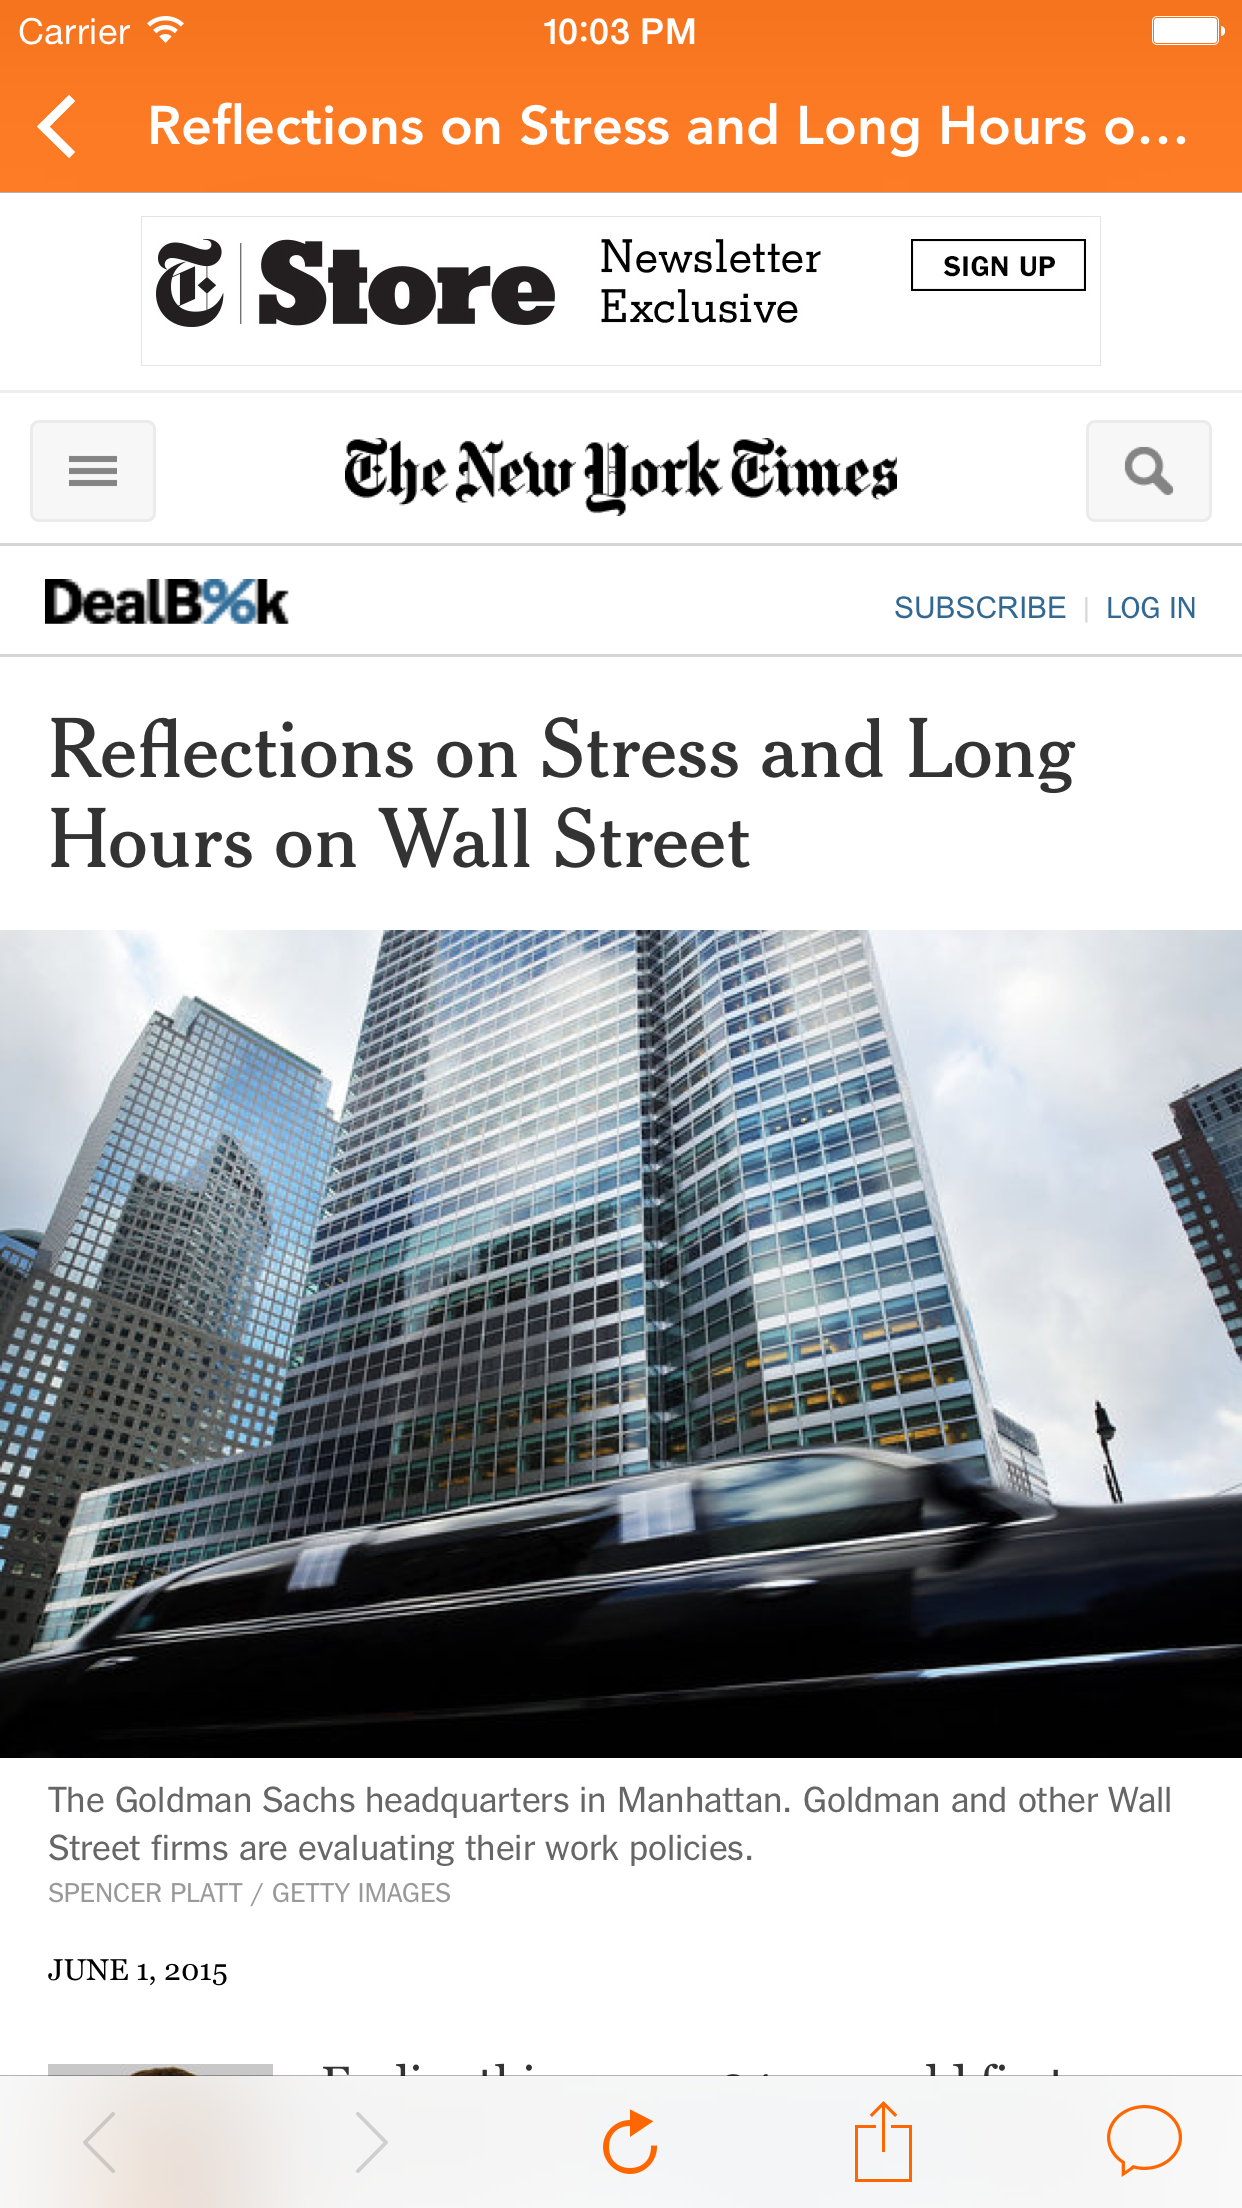 Carrier 10:03 PM
Reflections on Stress and Long Hours o...
T Store Newsletter
Exclusive
SIGN UP
The New York Times
DealB%k SUBSCRIBE | LOG IN
Reflections on Stress and Long
Hours on Wall Street
The Goldman Sachs headquarters in Manhattan. Goldman and other Wall
Street firms are evaluating their work policies.
SPENCER PLATT / GETTY IMAGES
JUNE 1, 2015